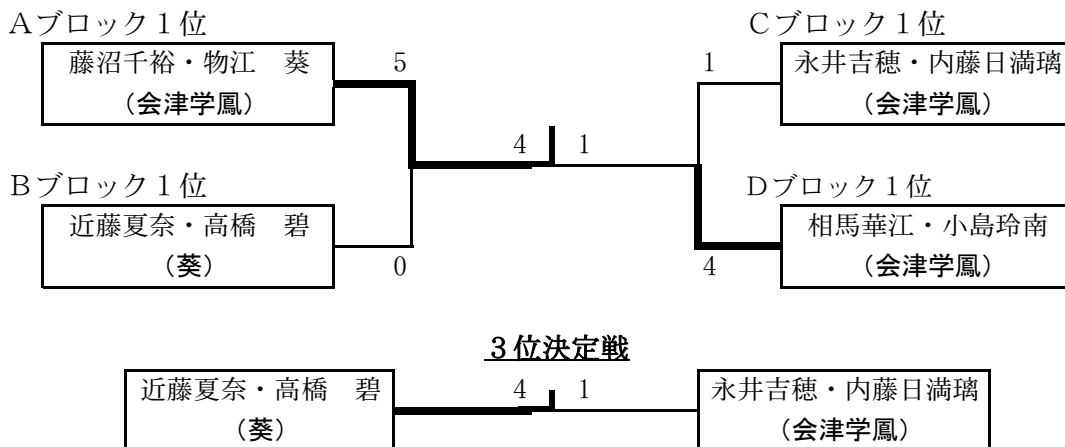 Aブロック1位
Cブロック1位
藤沼千裕・物江　葵
(会津学鳳)
5
1
永井吉穂・内藤日満璃
(会津学鳳)
4
1
Bブロック1位
Dブロック1位
近藤夏奈・高橋　碧
(葵)
0
4
相馬華江・小島玲南
(会津学鳳)
3位決定戦
近藤夏奈・高橋　碧
(葵)
4
1
永井吉穂・内藤日満璃
(会津学鳳)